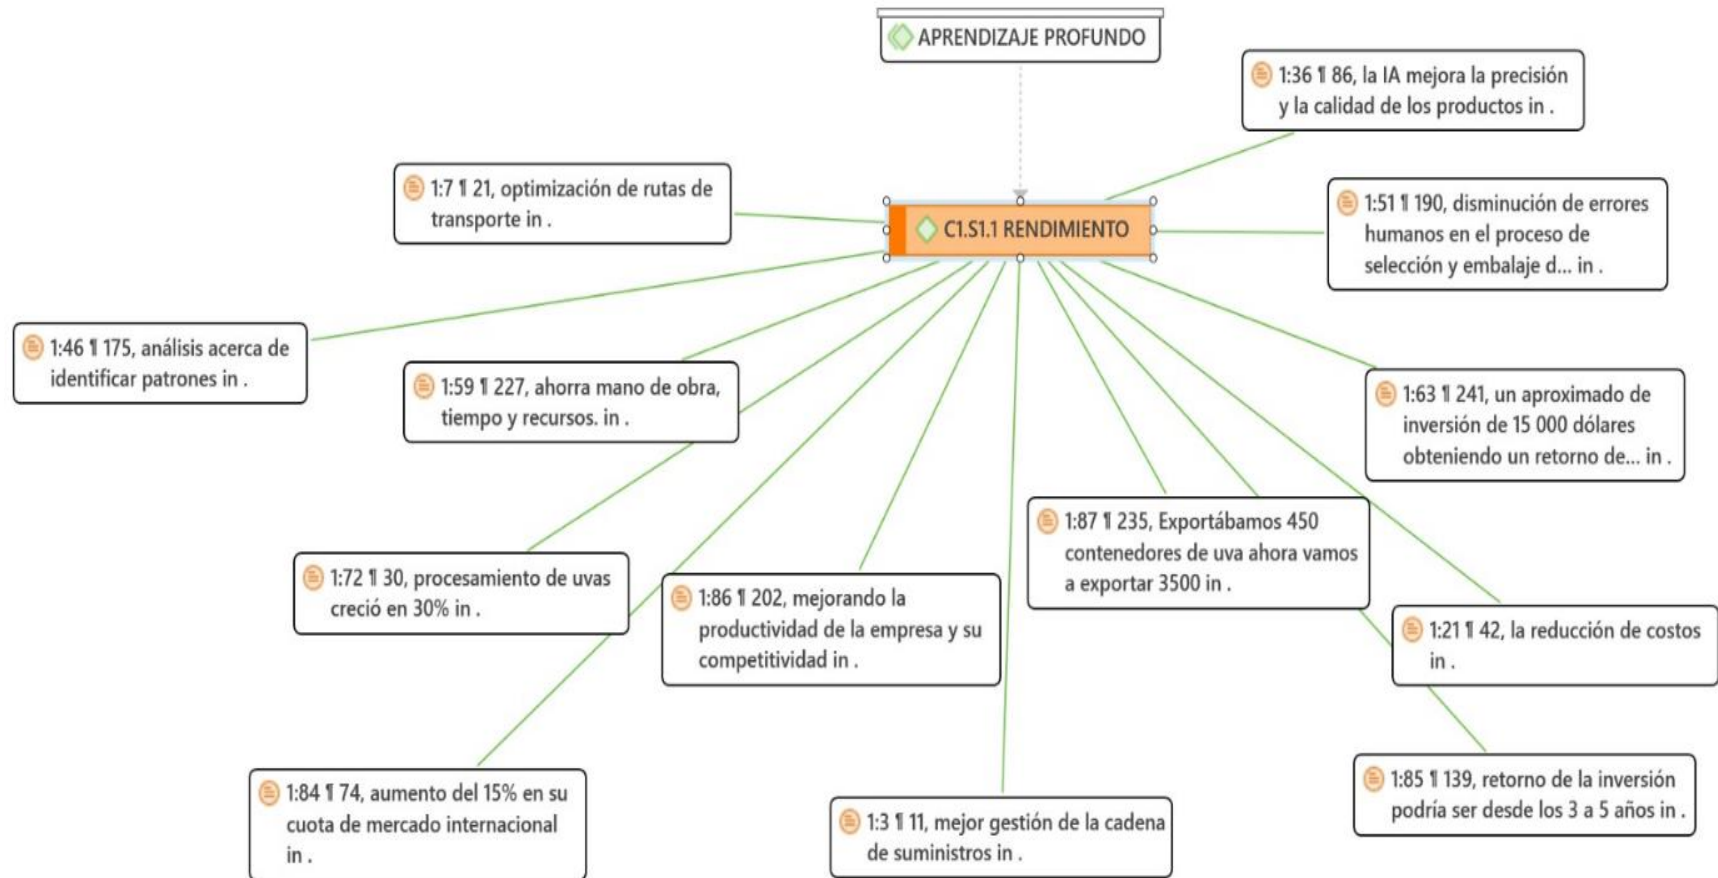 APRENDIZAJE PROFUNDO
1:36 ¶ 86, la IA mejora la precisión
y la calidad de los productos in .
1:7 ¶ 21, optimización de rutas de
transporte in .
C1.S1.1 RENDIMIENTO
1:51 ¶ 190, disminución de errores
humanos en el proceso de
selección y embalaje d... in .
1:46 ¶ 175, análisis acerca de
identificar patrones in .
1:59 ¶ 227, ahorra mano de obra,
tiempo y recursos. in .
1:63 ¶ 241, un aproximado de
inversión de 15 000 dólares
obteniendo un retorno de... in .
1:87 ¶ 235, Exportábamos 450
contenedores de uva ahora vamos
a exportar 3500 in .
1:72 ¶ 30, procesamiento de uvas
creció en 30% in .
1:86 ¶ 202, mejorando la
productividad de la empresa y su
competitividad in .
1:21 ¶ 42, la reducción de costos
in .
1:84 ¶ 74, aumento del 15% en su
cuota de mercado internacional
in .
1:3 ¶ 11, mejor gestión de la cadena
de suministros in .
1:85 ¶ 139, retorno de la inversión
podría ser desde los 3 a 5 años in .